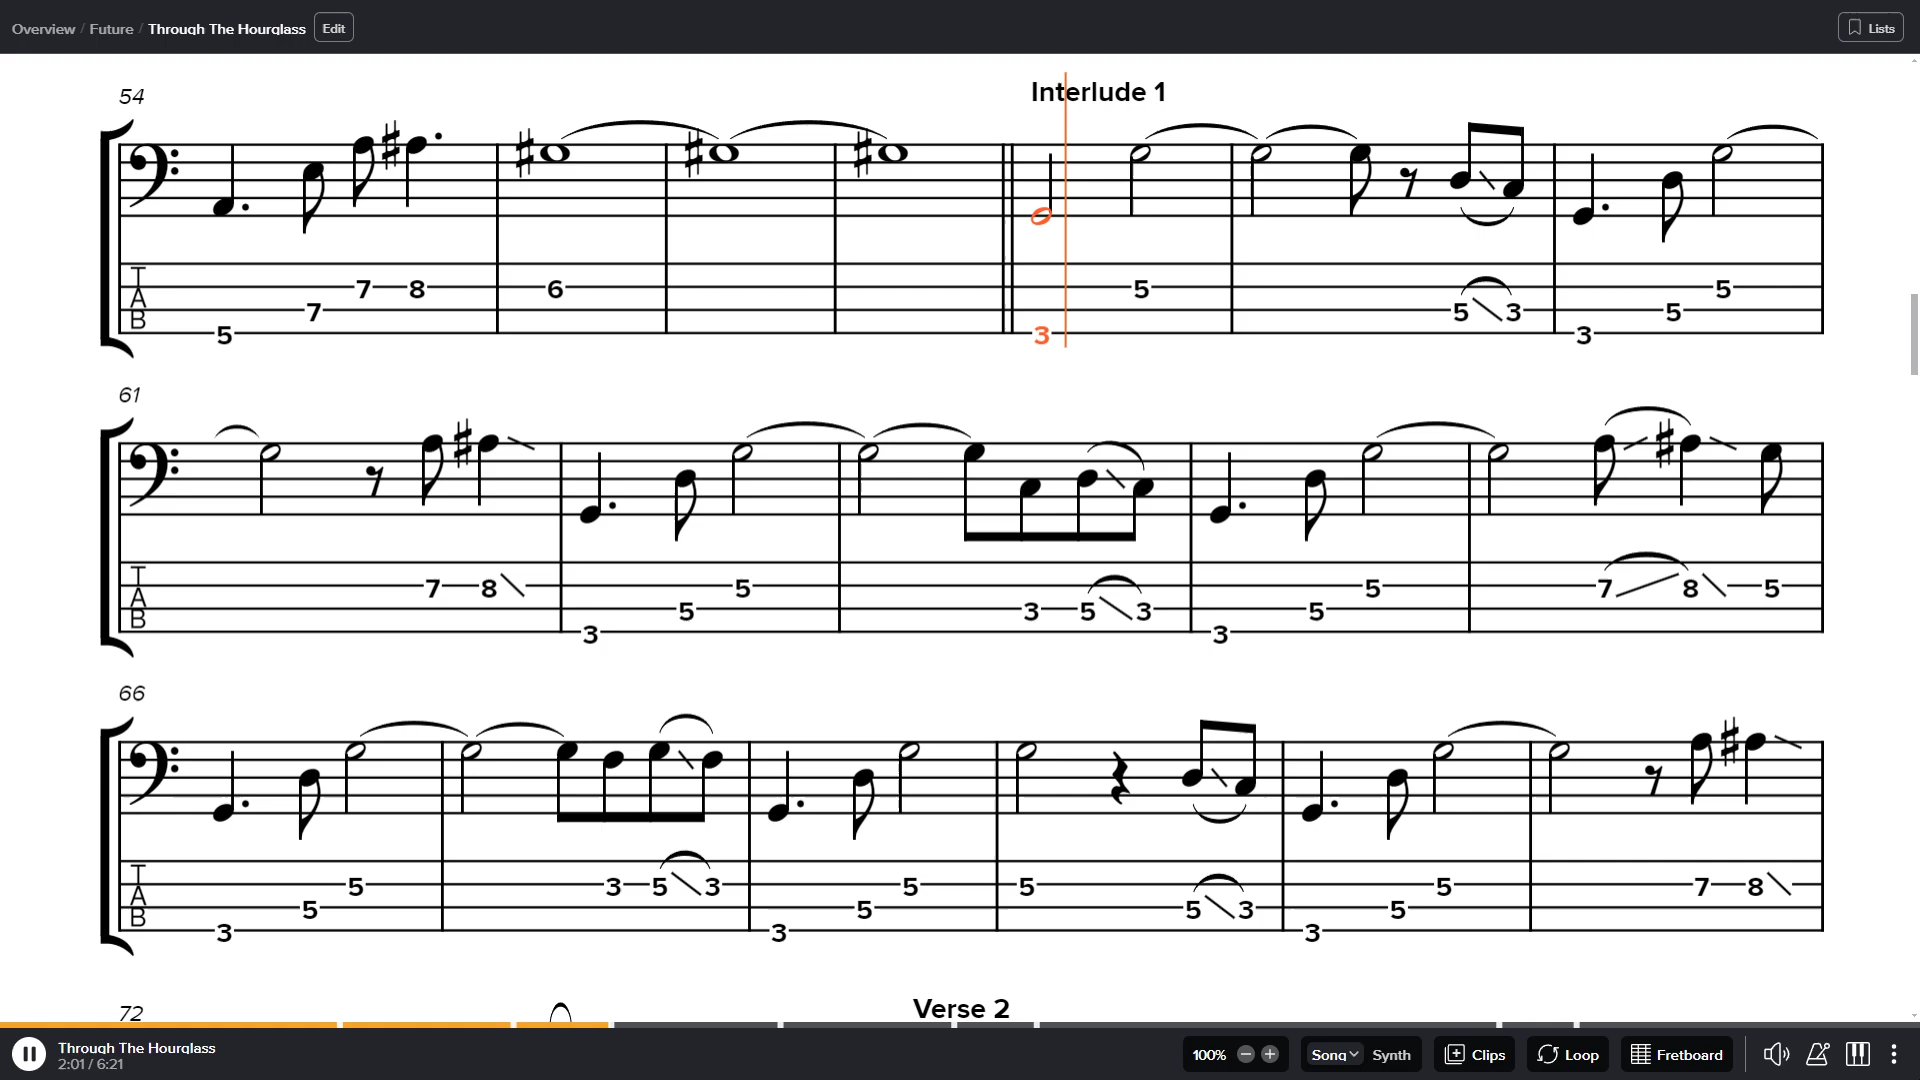 Overview / Future / Through The Hourglass Edit
Lists
54
Interlude 1
T
A
B
5 7 7 8 6 3 5 5 3 3 5 5
61
T
A
B
7 8 3 5 5 3 5 3 3 5 5 7 8 5
66
T
A
B
3 5 5 3 5 3 3 5 5 5 5 3 3 5 5 7 8
72
Verse 2
Through The Hourglass
2:01 / 6:21
100% Song Synth Clips Loop Fretboard